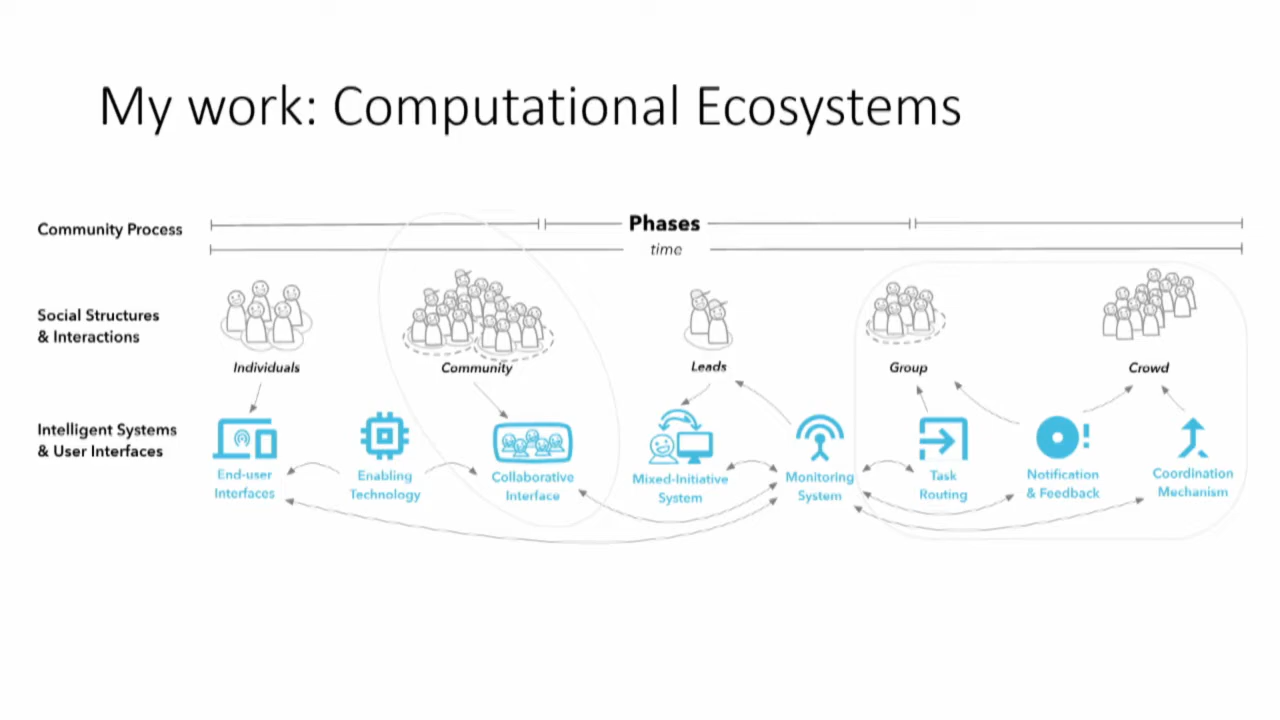 My work: Computational Ecosystems
Community Process
Phases
time
Social Structures
& Interactions
Individuals
Community
Leads
Group
Crowd
Intelligent Systems
& User Interfaces
End-user
Interfaces
Enabling
Technology
Collaborative
Interface
Mixed-Initiative
System
Monitoring
System
Task
Routing
Notification
& Feedback
Coordination
Mechanism